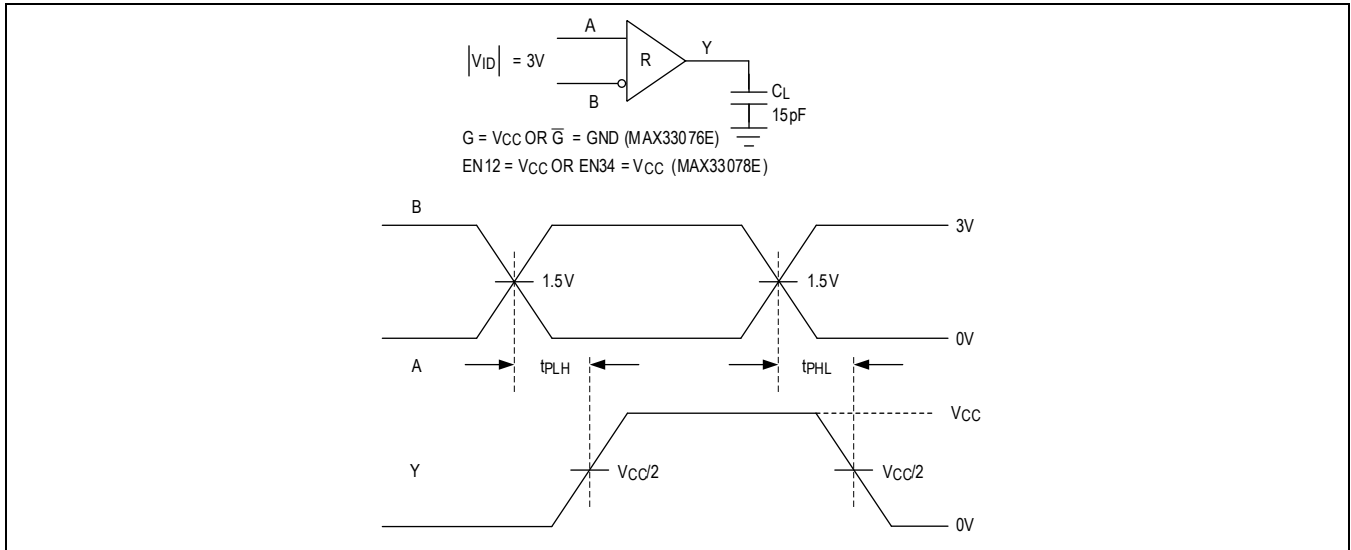 A
|VID| = 3V
R
Y
B
CL
15pF
G = VCC OR G̅ = GND (MAX33076E)
EN12 = VCC OR EN34 = VCC (MAX33078E)
B
3V
1.5V
1.5V
0V
A
tPLH
tPHL
VCC
Y
VCC/2
VCC/2
0V